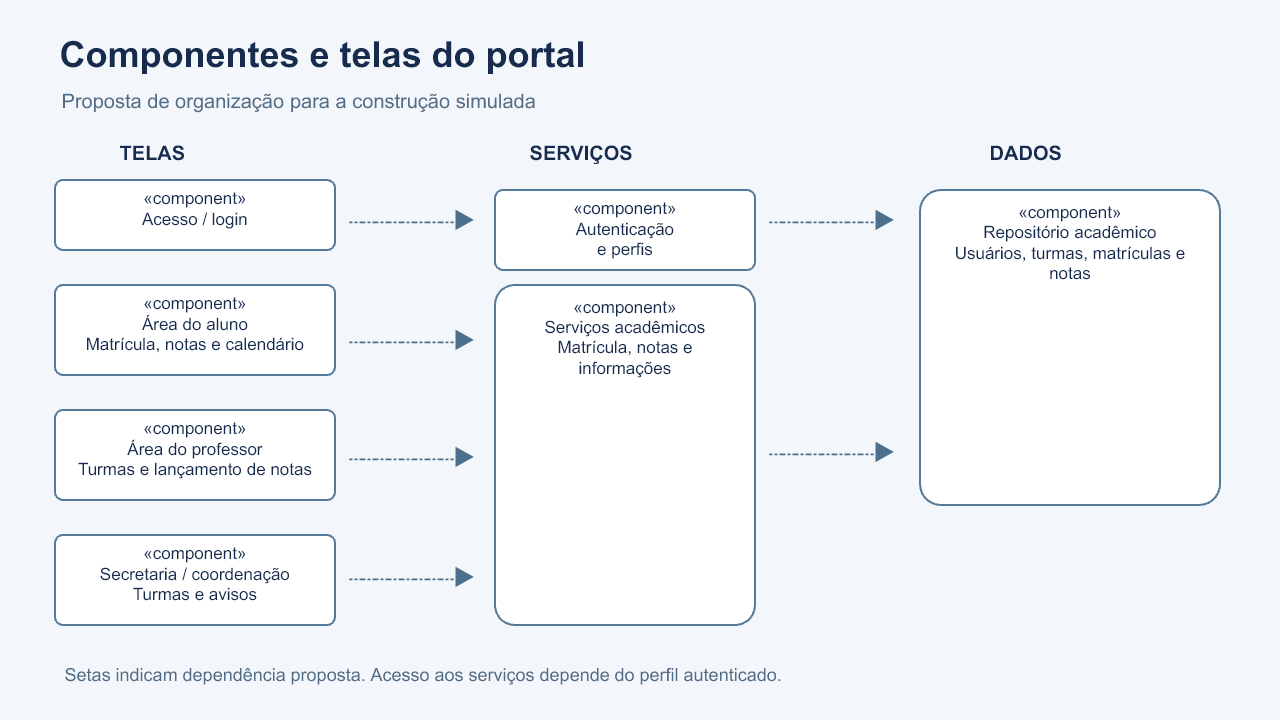 Componentes e telas do portal
Proposta de organização para a construção simulada
TELAS
SERVIÇOS
DADOS
«component»
Acesso / login
«component»
Área do aluno
Matrícula, notas e calendário
«component»
Área do professor
Turmas e lançamento de notas
«component»
Secretaria / coordenação
Turmas e avisos
«component»
Autenticação
e perfis
«component»
Serviços acadêmicos
Matrícula, notas e
informações
«component»
Repositório acadêmico
Usuários, turmas, matrículas e
notas
Setas indicam dependência proposta. Acesso aos serviços depende do perfil autenticado.